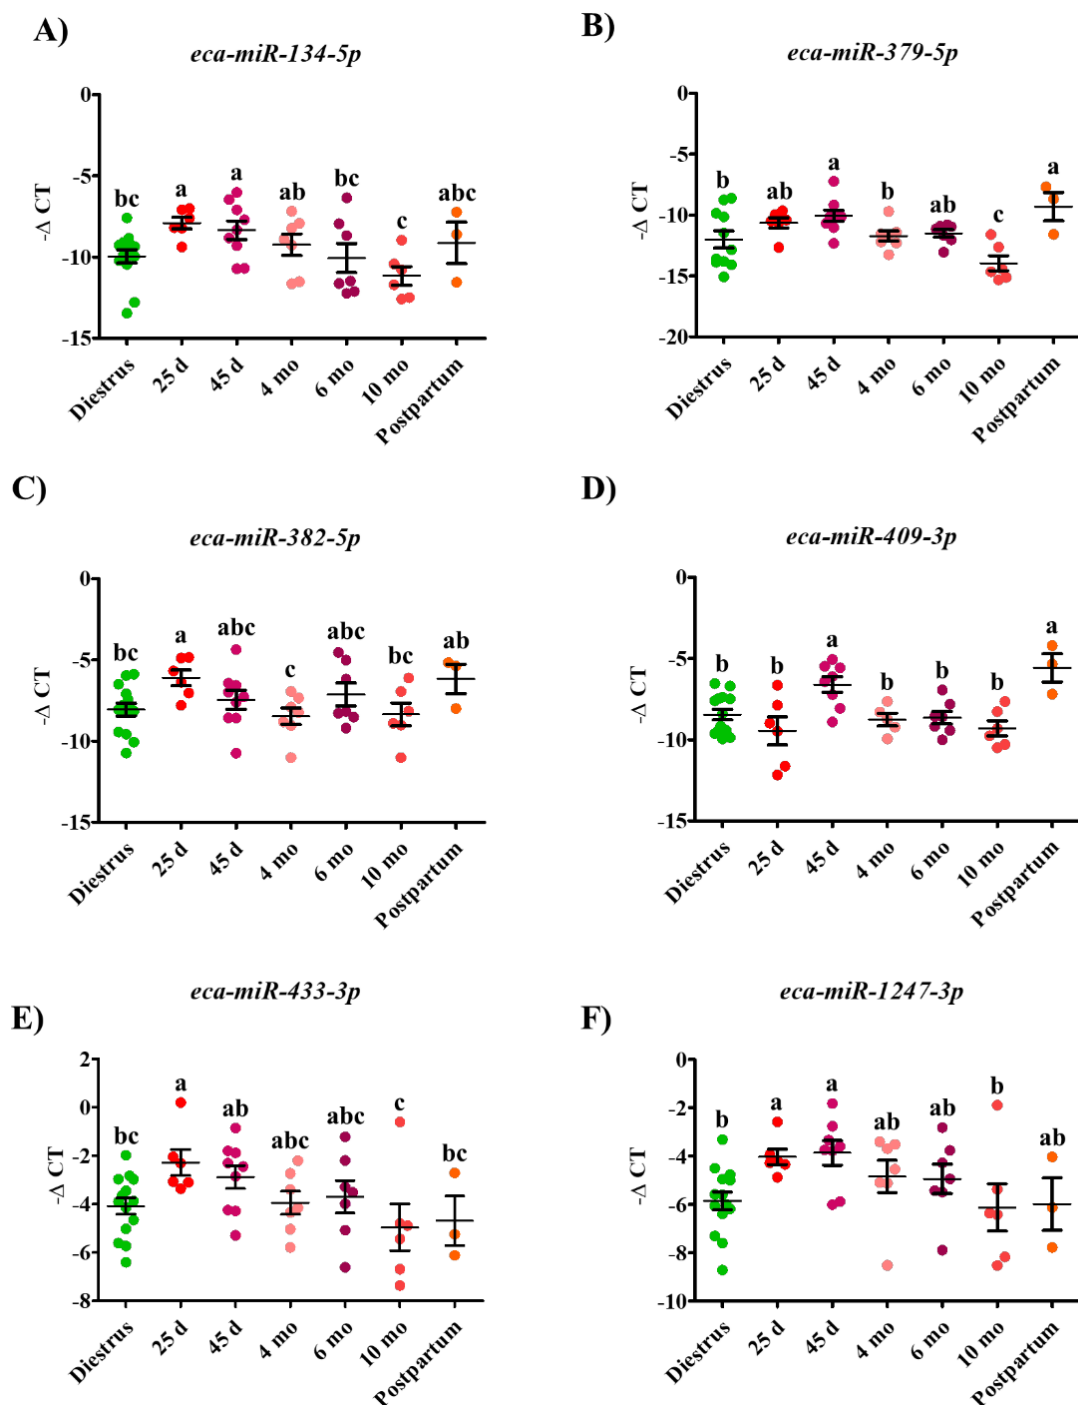 A)
eca-miR-134-5p
-Δ CT
0
-5
-10
-15
bc
a
a
ab
bc
c
abc
Diestrus
25 d
45 d
4 mo
6 mo
10 mo
Postpartum
B)
eca-miR-379-5p
-Δ CT
0
-5
-10
-15
-20
b
ab
a
b
ab
c
a
Diestrus
25 d
45 d
4 mo
6 mo
10 mo
Postpartum
C)
eca-miR-382-5p
-Δ CT
0
-5
-10
-15
bc
a
abc
c
abc
bc
ab
Diestrus
25 d
45 d
4 mo
6 mo
10 mo
Postpartum
D)
eca-miR-409-3p
-Δ CT
0
-5
-10
-15
b
b
a
b
b
b
a
Diestrus
25 d
45 d
4 mo
6 mo
10 mo
Postpartum
E)
eca-miR-433-3p
-Δ CT
2
0
-2
-4
-6
-8
bc
a
ab
abc
abc
c
bc
Diestrus
25 d
45 d
4 mo
6 mo
10 mo
Postpartum
F)
eca-miR-1247-3p
-Δ CT
0
-2
-4
-6
-8
-10
b
a
a
ab
ab
b
ab
Diestrus
25 d
45 d
4 mo
6 mo
10 mo
Postpartum